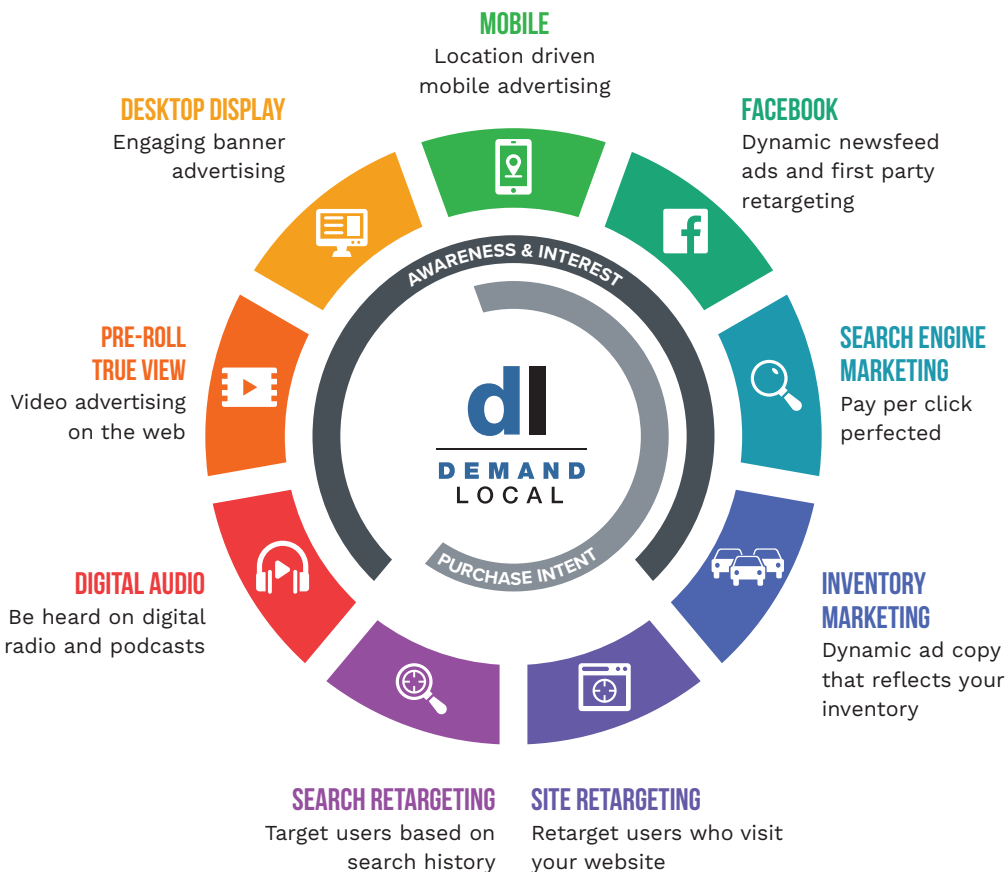 MOBILE
Location driven
mobile advertising
DESKTOP DISPLAY
Engaging banner
advertising
FACEBOOK
Dynamic newsfeed
ads and first party
retargeting
AWARENESS & INTEREST
PRE-ROLL
TRUE VIEW
Video advertising
on the web
SEARCH ENGINE
MARKETING
Pay per click
perfected
dl
DEMAND
LOCAL
PURCHASE INTENT
DIGITAL AUDIO
Be heard on digital
radio and podcasts
INVENTORY
MARKETING
Dynamic ad copy
that reflects your
inventory
SEARCH RETARGETING
Target users based on
search history
SITE RETARGETING
Retarget users who visit
your website